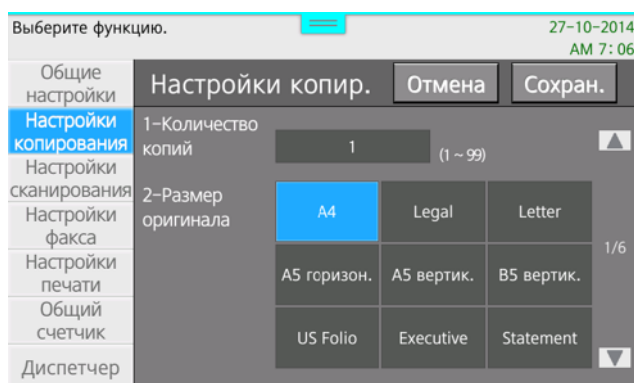 Выберите функцию.
27-10-2014
AM 7:06
Общие
настройки
Настройки
копирования
Настройки
сканирования
Настройки
факса
Настройки
печати
Общий
счетчик
Диспетчер
Настройки копир.
Отмена
Сохран.
1-Количество
копий
1
(1 ~ 99)
2-Размер
оригинала
A4
Legal
Letter
A5 горизон.
A5 вертик.
B5 вертик.
US Folio
Executive
Statement
1/6